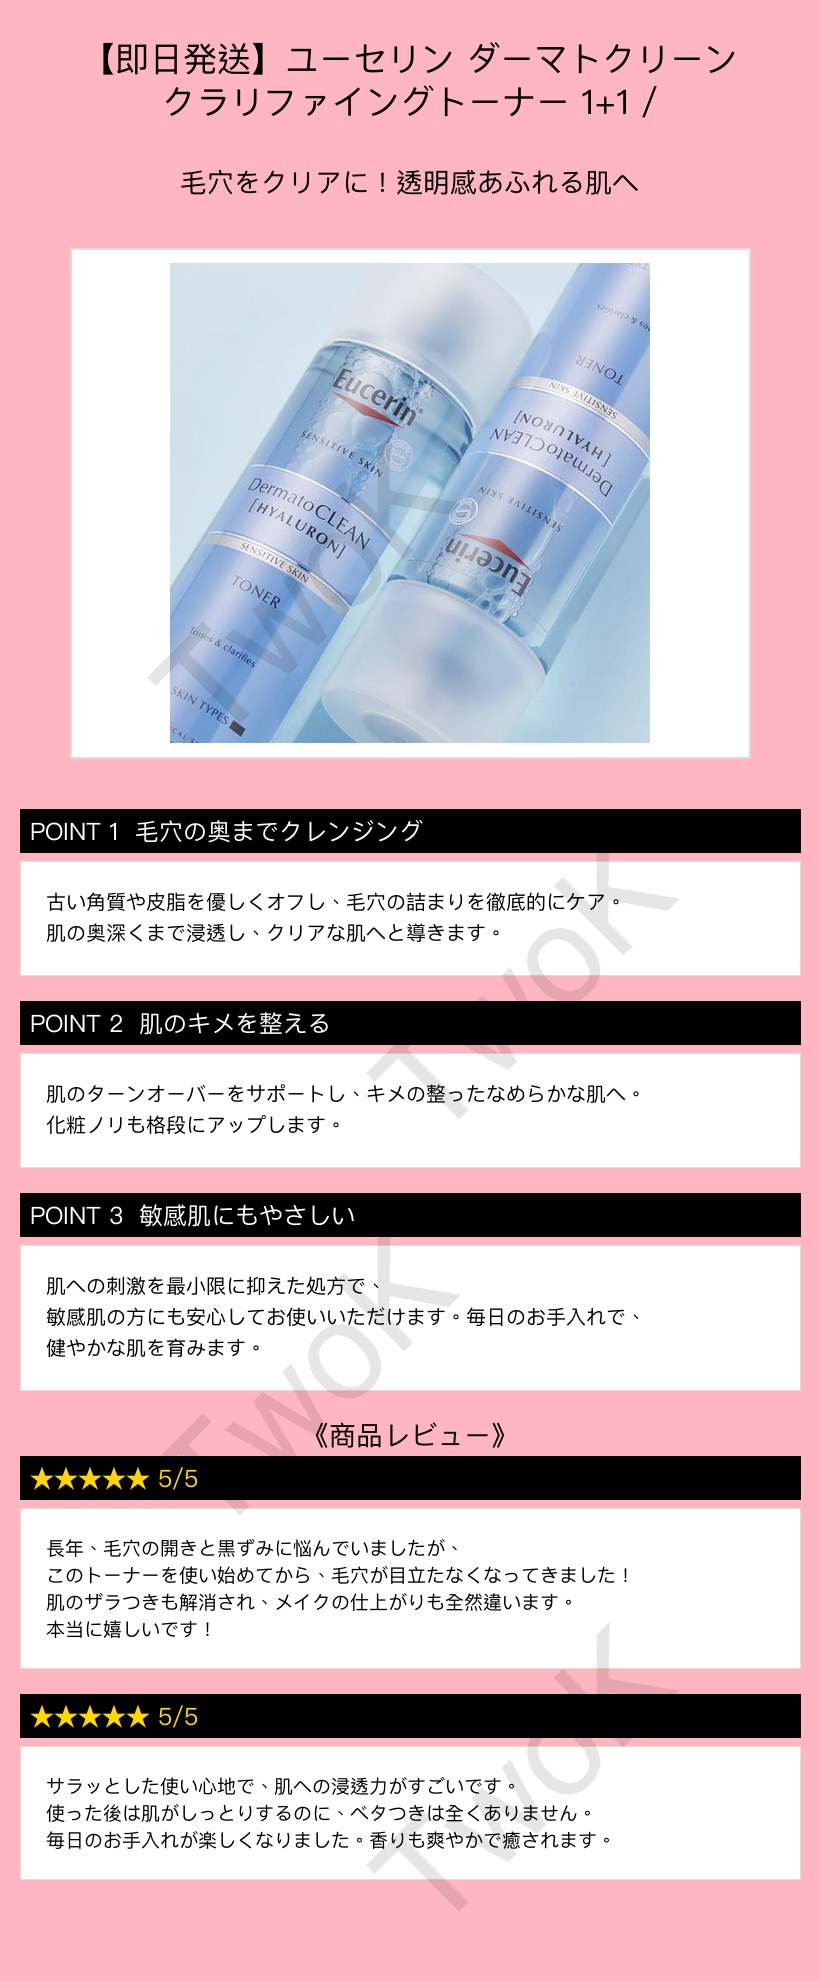 【即日発送】ユーセリン ダーマトクリーン
クラリファイングトーナー 1+1 /
毛穴をクリアに！透明感あふれる肌へ
Eucerin
SENSITIVE SKIN
DermatoCLEAN
[HYALURON]
SENSITIVE SKIN
TONER
Tones & clarifies
SKIN TYPES
TONER
SENSITIVE SKIN
[HYALURON]
DermatoCLEAN
SENSITIVE SKIN
Eucerin
TwoK
POINT 1 毛穴の奥までクレンジング
古い角質や皮脂を優しくオフし、毛穴の詰まりを徹底的にケア。
肌の奥深くまで浸透し、クリアな肌へと導きます。
TwoK
POINT 2 肌のキメを整える
肌のターンオーバーをサポートし、キメの整ったなめらかな肌へ。
化粧ノリも格段にアップします。
POINT 3 敏感肌にもやさしい
肌への刺激を最小限に抑えた処方で、
敏感肌の方にも安心してお使いいただけます。毎日のお手入れで、
健やかな肌を育みます。
TwoK
《商品レビュー》
★★★★★ 5/5
長年、毛穴の開きと黒ずみに悩んでいましたが、
このトーナーを使い始めてから、毛穴が目立たなくなってきました！
肌のザラつきも解消され、メイクの仕上がりも全然違います。
本当に嬉しいです！
★★★★★ 5/5
サラッとした使い心地で、肌への浸透力がすごいです。
使った後は肌がしっとりするのに、ベタつきは全くありません。
毎日のお手入れが楽しくなりました。香りも爽やかで癒されます。
TwoK